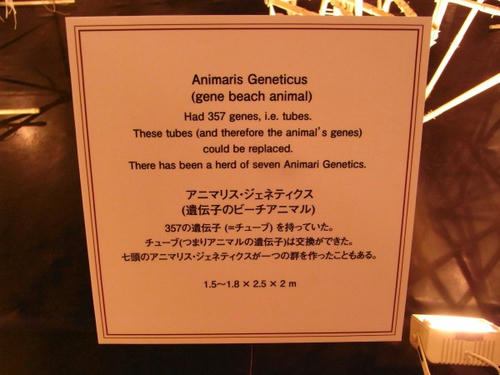 Animaris Geneticus
(gene beach animal)
Had 357 genes, i.e. tubes.
These tubes (and therefore the animal's genes)
could be replaced.
There has been a herd of seven Animari Genetics.
アニマリス・ジェネティクス
(遺伝子のビーチアニマル)
357の遺伝子 (=チューブ) を持っていた。
チューブ(つまりアニマルの遺伝子)は交換ができた。
七頭のアニマリス・ジェネティクスが一つの群を作ったこともある。
1.5～1.8 × 2.5 × 2 m